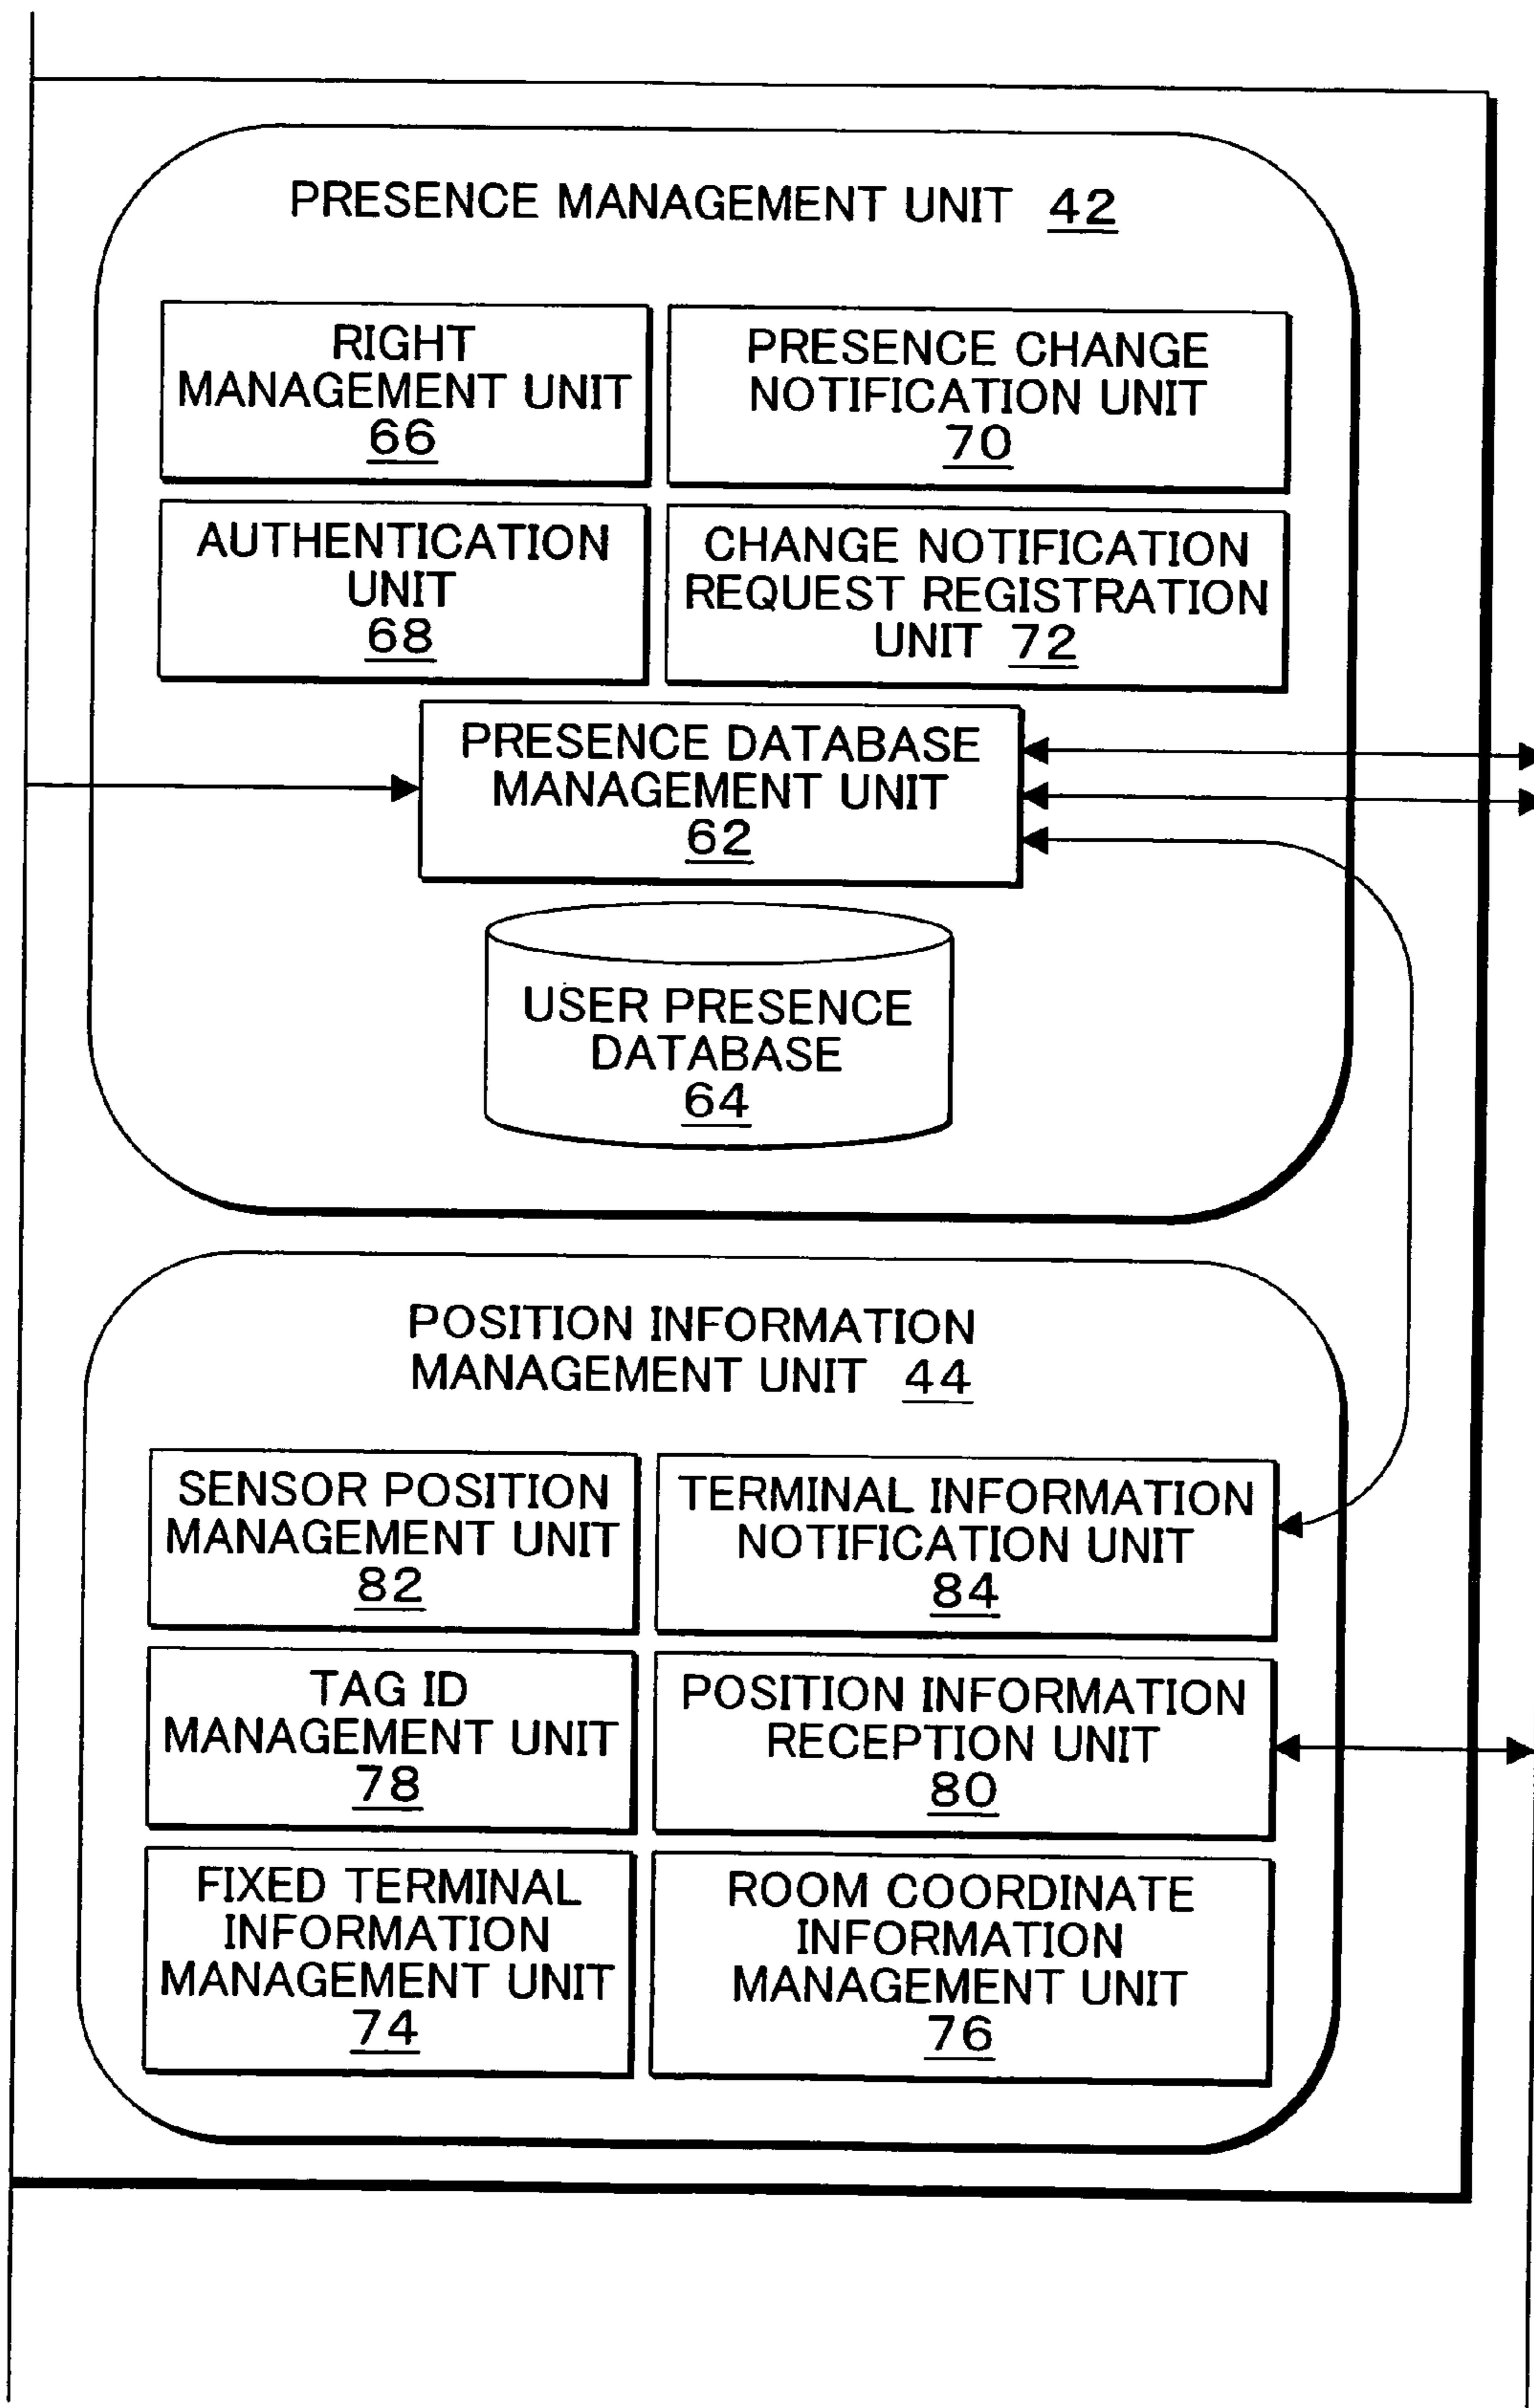 PRESENCE MANAGEMENT UNIT 42
RIGHT
MANAGEMENT UNIT
66
PRESENCE CHANGE
NOTIFICATION UNIT
70
AUTHENTICATION
UNIT
68
CHANGE NOTIFICATION
REQUEST REGISTRATION
UNIT 72
PRESENCE DATABASE
MANAGEMENT UNIT
62
USER PRESENCE
DATABASE
64
POSITION INFORMATION
MANAGEMENT UNIT 44
SENSOR POSITION
MANAGEMENT UNIT
82
TERMINAL INFORMATION
NOTIFICATION UNIT
84
TAG ID
MANAGEMENT UNIT
78
POSITION INFORMATION
RECEPTION UNIT
80
FIXED TERMINAL
INFORMATION
MANAGEMENT UNIT
74
ROOM COORDINATE
INFORMATION
MANAGEMENT UNIT
76